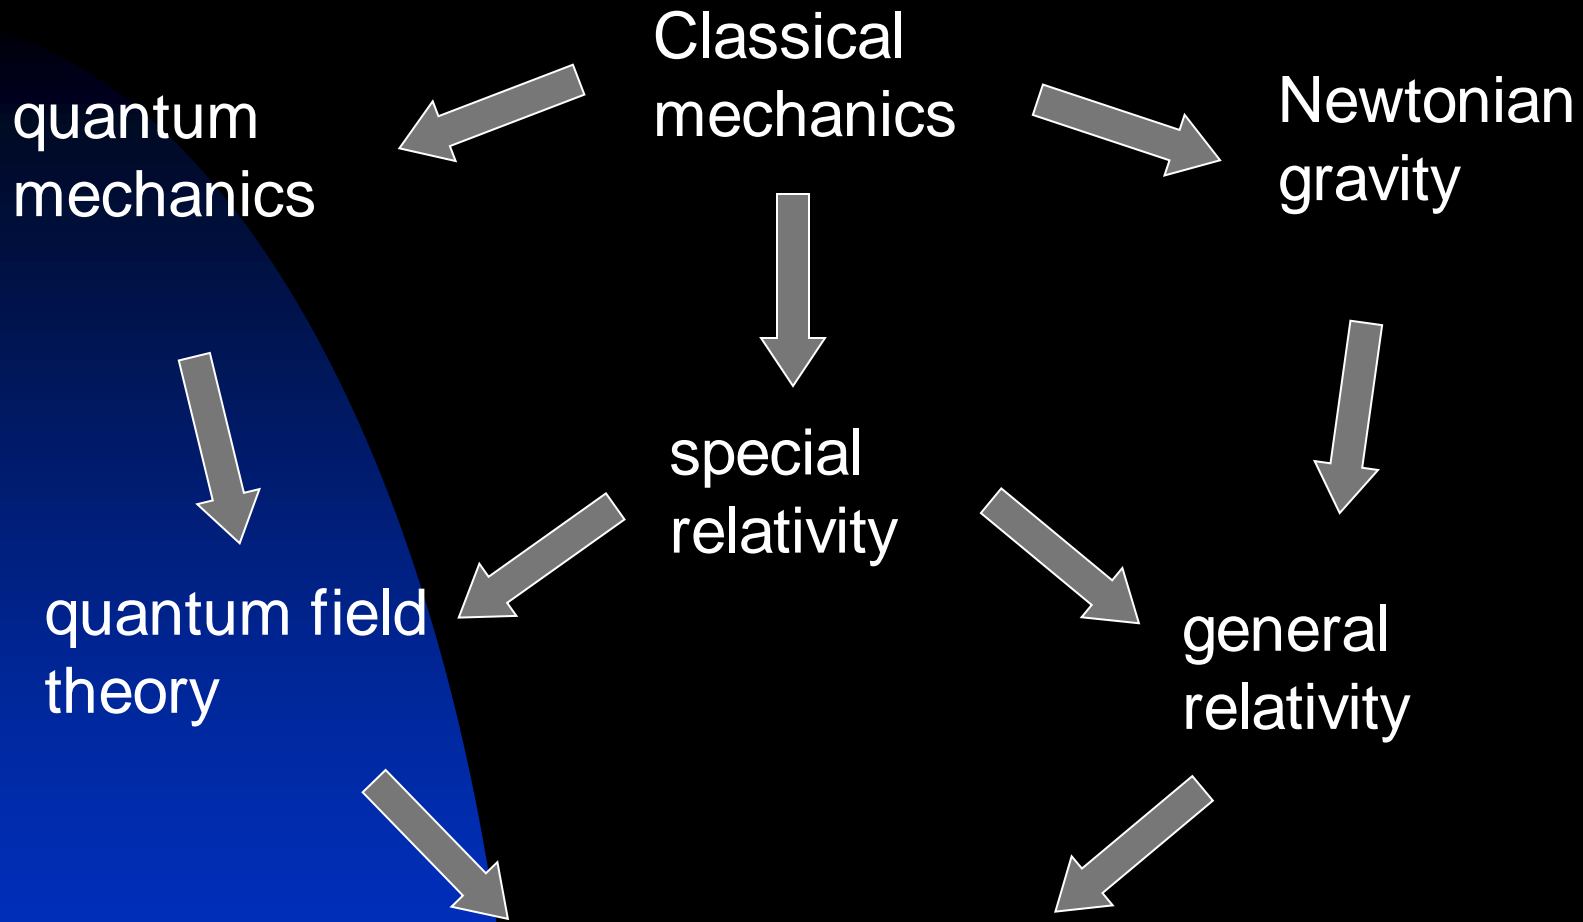 Classical
mechanics
quantum
mechanics
Newtonian
gravity
special
relativity
quantum field
theory
general
relativity